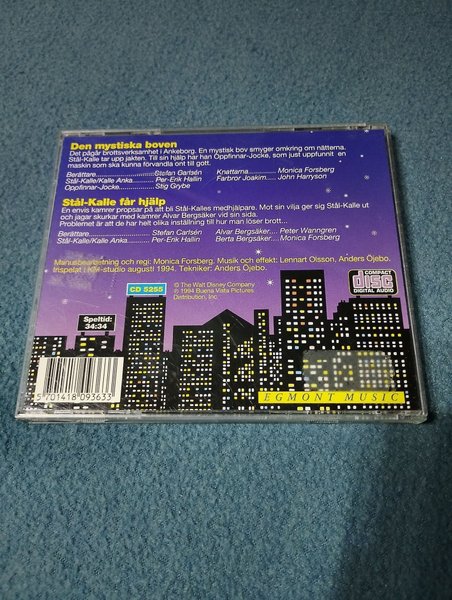 Den mystiska boven
Det pågår brottsverksamhet i Ankeborg. En mystisk bov smyger omkring om nätterna.
Stål-Kalle tar upp jakten. Till sin hjälp har han Oppfinnar-Jocke, som just uppfunnit en
maskin som ska kunna förvandla ont till gott.
Berättare........................Stefan Garlsén
Stål-Kalle/Kalle Anka..........Per-Erik Hallin
Oppfinnar-Jocke................Stig Grybe
Knattarna....................Monica Forsberg
Farbror Joakim.........John Harryson
Stål-Kalle får hjälp
En envis kamrer propsar på att bli Stål-Kalles medhjälpare. Mot sin vilja ger sig Stål-Kalle ut
och jagar skurkar med kamrer Alvar Bergsäker vid sin sida.
Problemet är att de har helt olika inställning till hur man löser brott...
Berättare........................Stefan Carlsén
Stål-Kalle/Kalle Anka..........Per-Erik Hallin
Alvar Bergsäker........Peter Wanngren
Berta Bergsäker.......Monica Forsberg
Manusbearbetning och regi: Monica Forsberg. Musik och effekt: Lennart Olsson, Anders Öjebo.
Inspelat i KM-studio augusti 1994. Tekniker: Anders Öjebo.
CD 5255
© The Walt Disney Company
℗ 1994 Buena Vista Pictures
Distribution, Inc
COMPACT
disc
DIGITAL AUDIO
Speltid:
34:34
5 701418 093633
EGMONT MUSIC